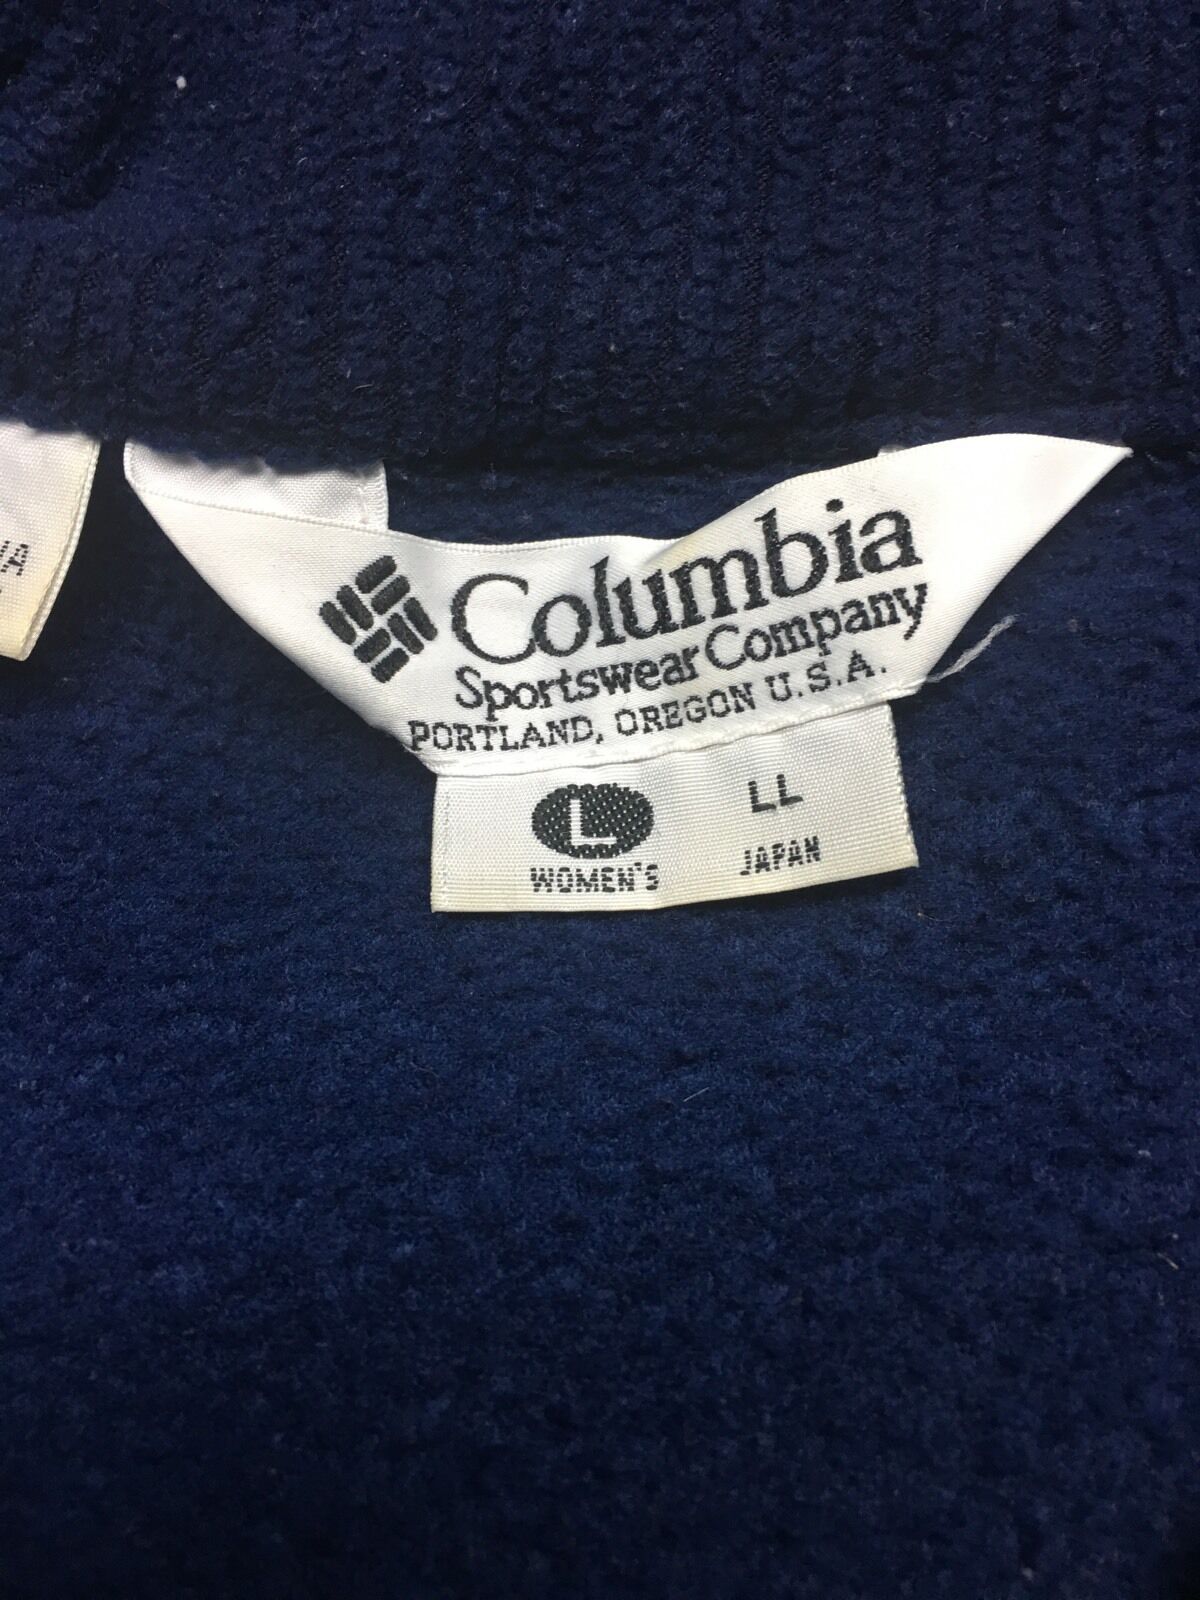 Columbia
Sportswear Company
PORTLAND, OREGON U.S.A.
L LL
WOMEN'S JAPAN